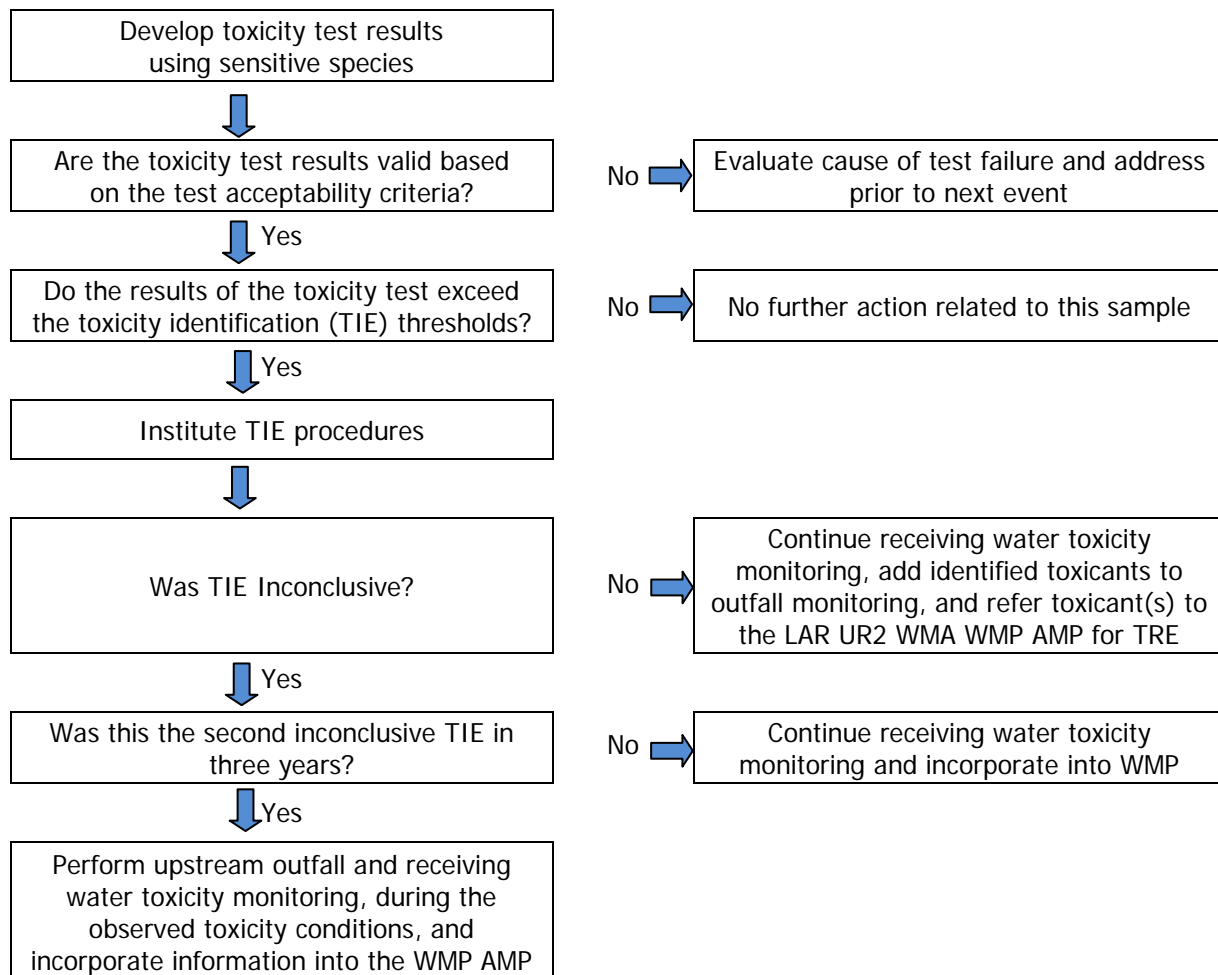 Develop toxicity test results
using sensitive species
Are the toxicity test results valid based
on the test acceptability criteria?
No
Evaluate cause of test failure and address
prior to next event
Yes
Do the results of the toxicity test exceed
the toxicity identification (TIE) thresholds?
No
No further action related to this sample
Yes
Institute TIE procedures
Was TIE Inconclusive?
No
Continue receiving water toxicity
monitoring, add identified toxicants to
outfall monitoring, and refer toxicant(s) to
the LAR UR2 WMA WMP AMP for TRE
Yes
Was this the second inconclusive TIE in
three years?
No
Continue receiving water toxicity
monitoring and incorporate into WMP
Yes
Perform upstream outfall and receiving
water toxicity monitoring, during the
observed toxicity conditions, and
incorporate information into the WMP AMP